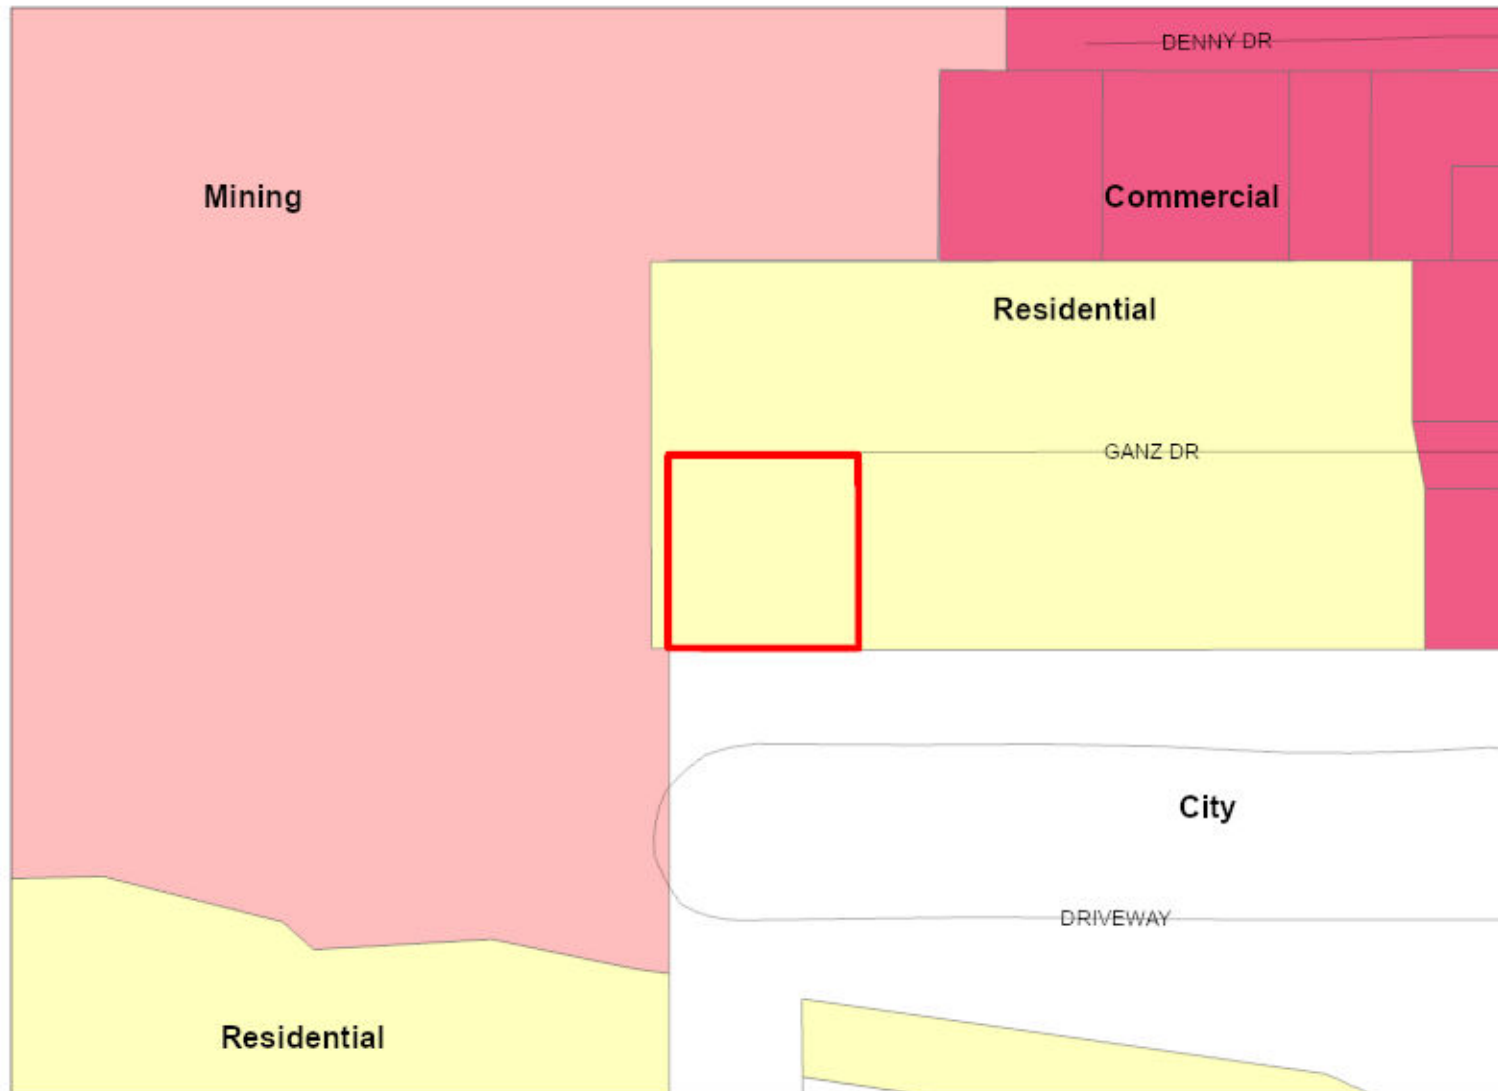 DENNY DR
Mining
Commercial
Residential
GANZ DR
City
DRIVEWAY
Residential